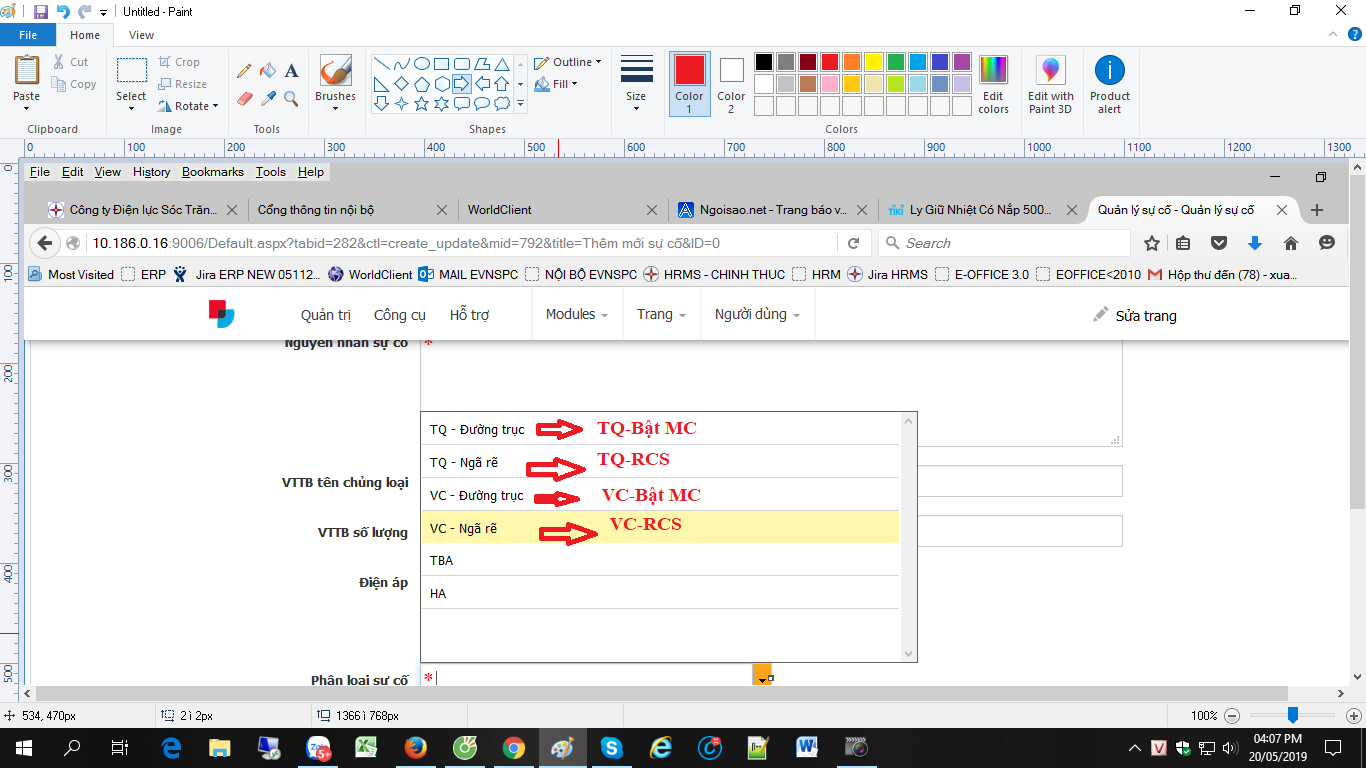 Untitled - Paint
File Home View
Paste Cut Copy Clipboard
Select Crop Resize Rotate Image
Tools
Brushes
Shapes Outline Fill
Size
Color 1 Color 2 Colors Edit colors
Edit with Paint 3D
Product alert
0 100 200 300 400 500 600 700 800 900 1000 1100 1200 1300
0 100 200 300 400 500
File Edit View History Bookmarks Tools Help
Công ty Điện lực Sóc Trăn... Cổng thông tin nội bộ WorldClient Ngoisao.net - Trang báo v... TIKI Ly Giữ Nhiệt Có Nắp 500... Quản lý sự cố - Quản lý sự cố
10.186.0.16:9006/Default.aspx?tabid=282&ctl=create_update&mid=792&title=Thêm mới sự cố&ID=0 Search
Most Visited ERP Jira ERP NEW 05112... WorldClient MAIL EVNSPC NỘI BỘ EVNSPC HRMS - CHINH THUC HRM Jira HRMS E-OFFICE 3.0 EOFFICE<2010 Hộp thư đến (78) - xua...
Quản trị Công cụ Hỗ trợ Modules Trang Người dùng Sửa trang
Nguyên nhân sự cố *
TQ - Đường trục TQ-Bật MC
TQ - Ngã rẽ TQ-RCS
VTTB tên chủng loại
VC - Đường trục VC-Bật MC
VC - Ngã rẽ VC-RCS
VTTB số lượng
TBA
Điện áp
HA
Phân loại sự cố *
534, 470px 2 ì 2px 1366 ì 768px 100%
Zalo 5+
04:07 PM
20/05/2019